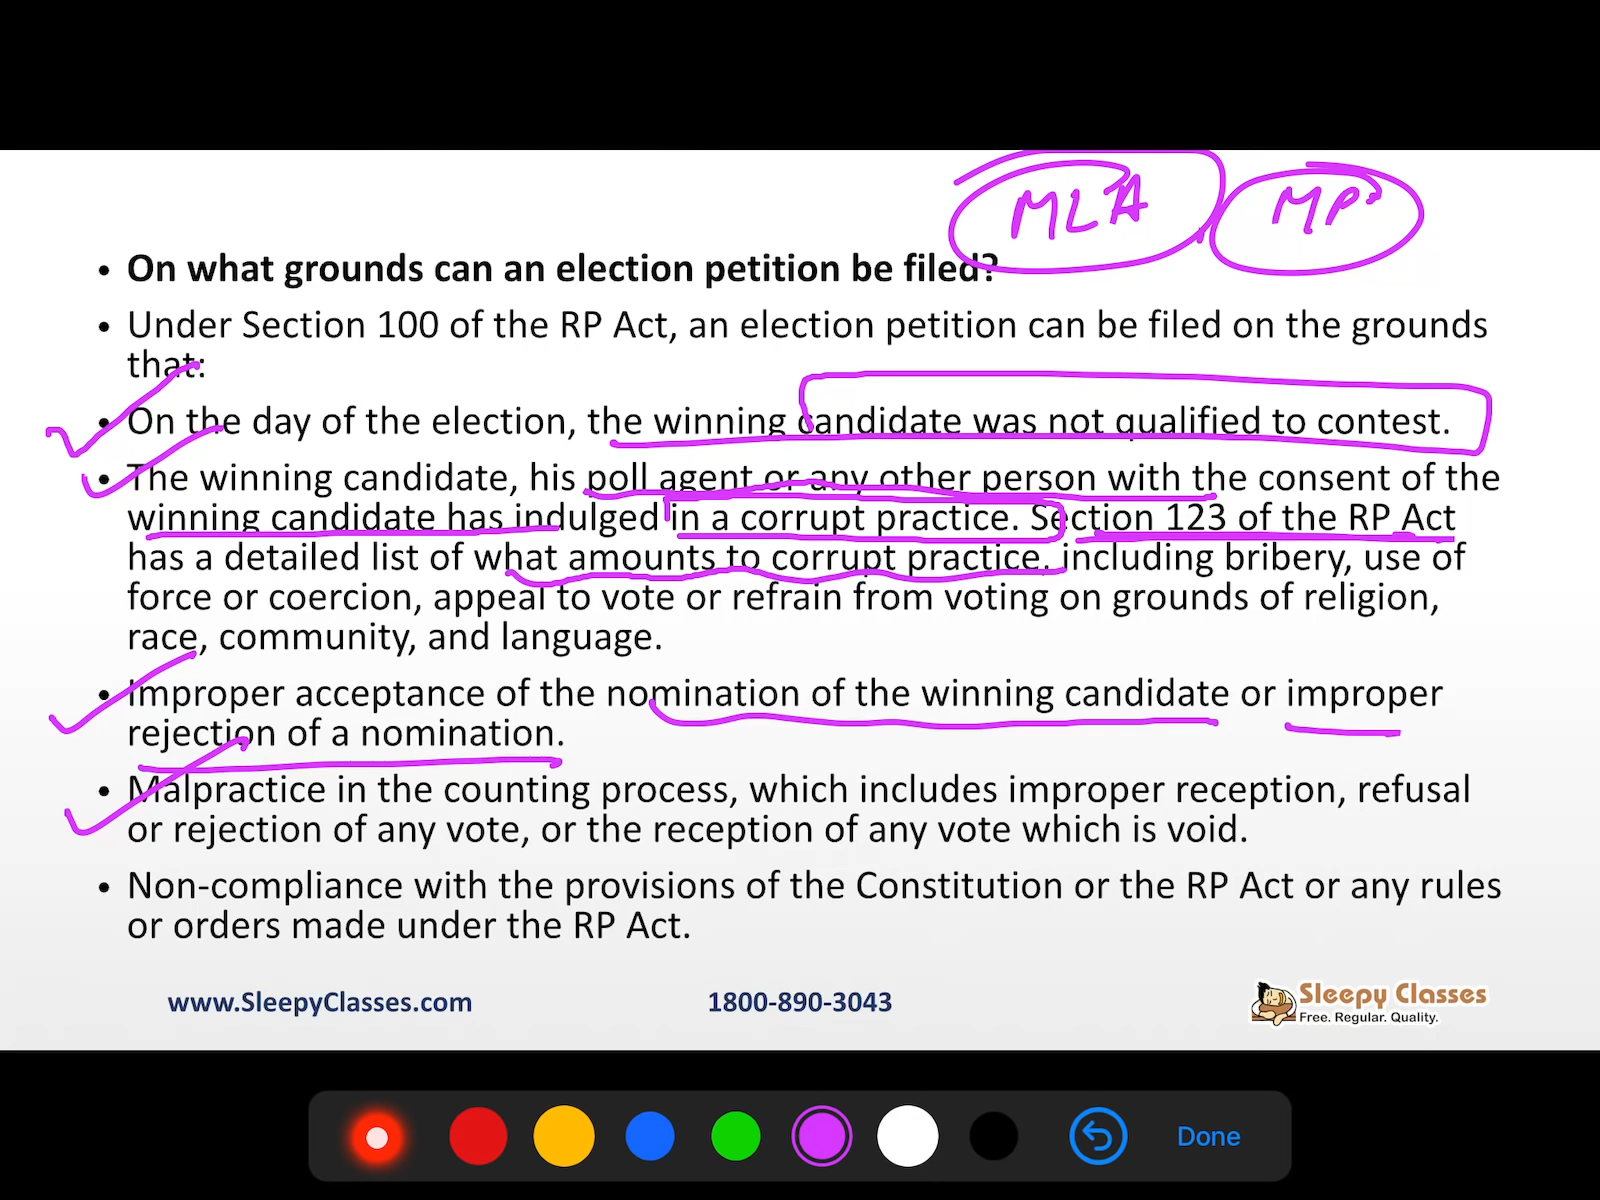 MLA MP
• On what grounds can an election petition be filed?
• Under Section 100 of the RP Act, an election petition can be filed on the grounds
that:
• On the day of the election, the winning candidate was not qualified to contest.
• The winning candidate, his poll agent or any other person with the consent of the
winning candidate has indulged in a corrupt practice. Section 123 of the RP Act
has a detailed list of what amounts to corrupt practice, including bribery, use of
force or coercion, appeal to vote or refrain from voting on grounds of religion,
race, community, and language.
• Improper acceptance of the nomination of the winning candidate or improper
rejection of a nomination.
• Malpractice in the counting process, which includes improper reception, refusal
or rejection of any vote, or the reception of any vote which is void.
• Non-compliance with the provisions of the Constitution or the RP Act or any rules
or orders made under the RP Act.
www.SleepyClasses.com 1800-890-3043 Sleepy Classes
Free. Regular. Quality.
Done